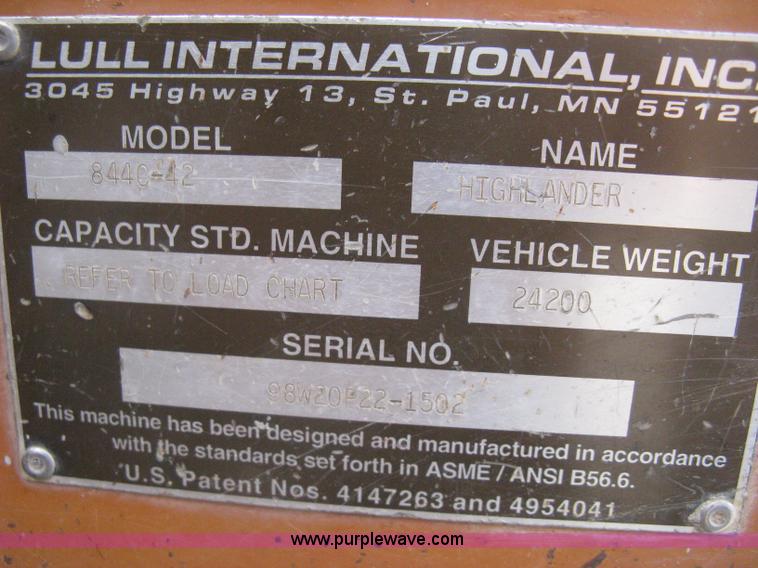 LULL INTERNATIONAL, INC.
3045 Highway 13, St. Paul, MN 55121
MODEL NAME
844C-42 HIGHLANDER
CAPACITY STD. MACHINE VEHICLE WEIGHT
REFER TO LOAD CHART 24200
SERIAL NO.
98W20P22-1502
This machine has been designed and manufactured in accordance
with the standards set forth in ASME / ANSI B56.6.
U.S. Patent Nos. 4147263 and 4954041
www.purplewave.com